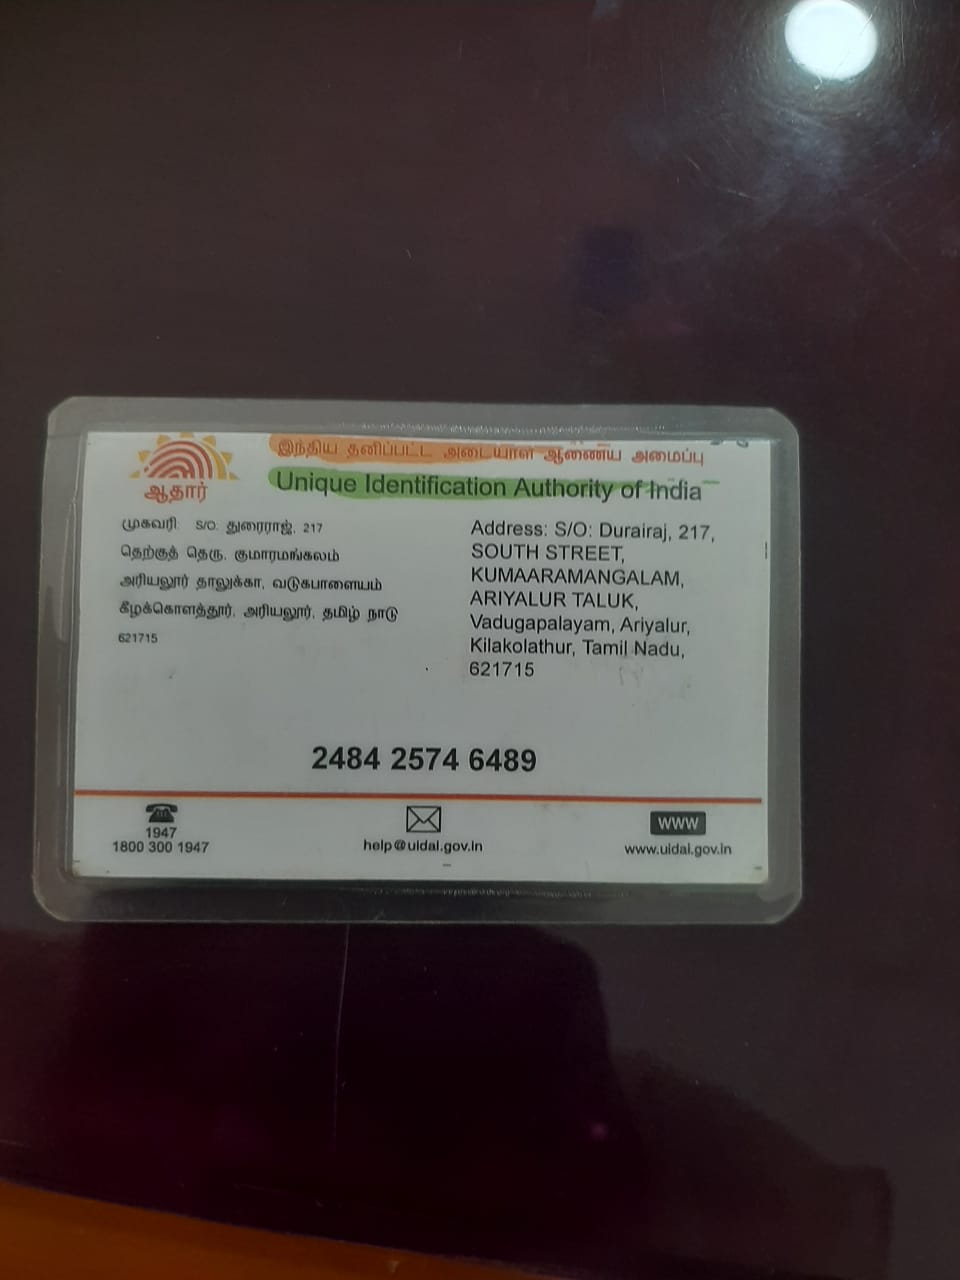 இந்திய தனிப்பட்ட அடையாள ஆணைய அமைப்பு
Unique Identification Authority of India
ஆதார்
முகவரி: S/O: துரைராஜ், 217
தெற்குத் தெரு, குமாரமங்கலம்
அரியலூர் தாலுக்கா, வடுகபாளையம்
கீழக்கொளத்தூர், அரியலூர், தமிழ் நாடு
621715
Address: S/O: Durairaj, 217,
SOUTH STREET,
KUMAARAMANGALAM,
ARIYALUR TALUK,
Vadugapalayam, Ariyalur,
Kilakolathur, Tamil Nadu,
621715
2484 2574 6489
1947
1800 300 1947
help@uidai.gov.in
WWW
www.uidai.gov.in